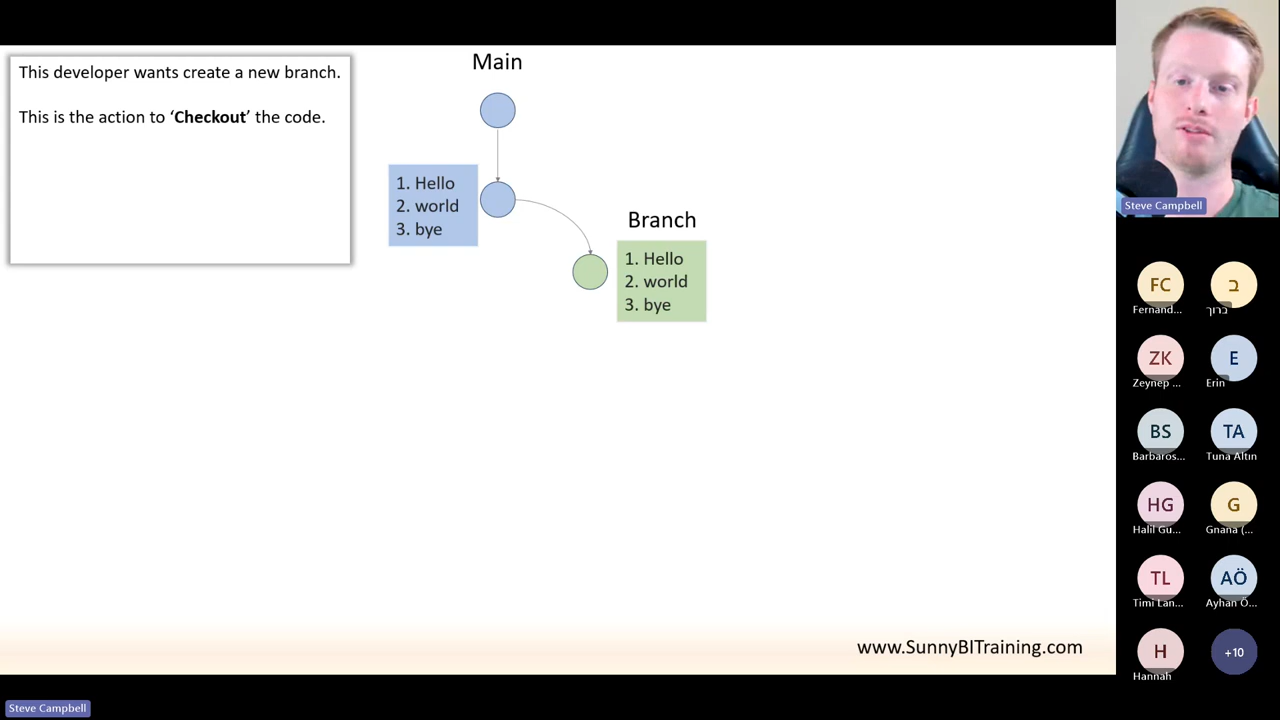 This developer wants create a new branch.
This is the action to ‘Checkout’ the code.
Main
1. Hello
2. world
3. bye
Branch
1. Hello
2. world
3. bye
www.SunnyBITraining.com
Steve Campbell
FC
Fernand...
ב
ברוך
ZK
Zeynep ...
E
Erin
BS
Barbaros...
TA
Tuna Altın
HG
Halil Gu...
G
Gnana (...
TL
Timi Lan...
AÖ
Ayhan Ö...
H
Hannah
+10
Steve Campbell